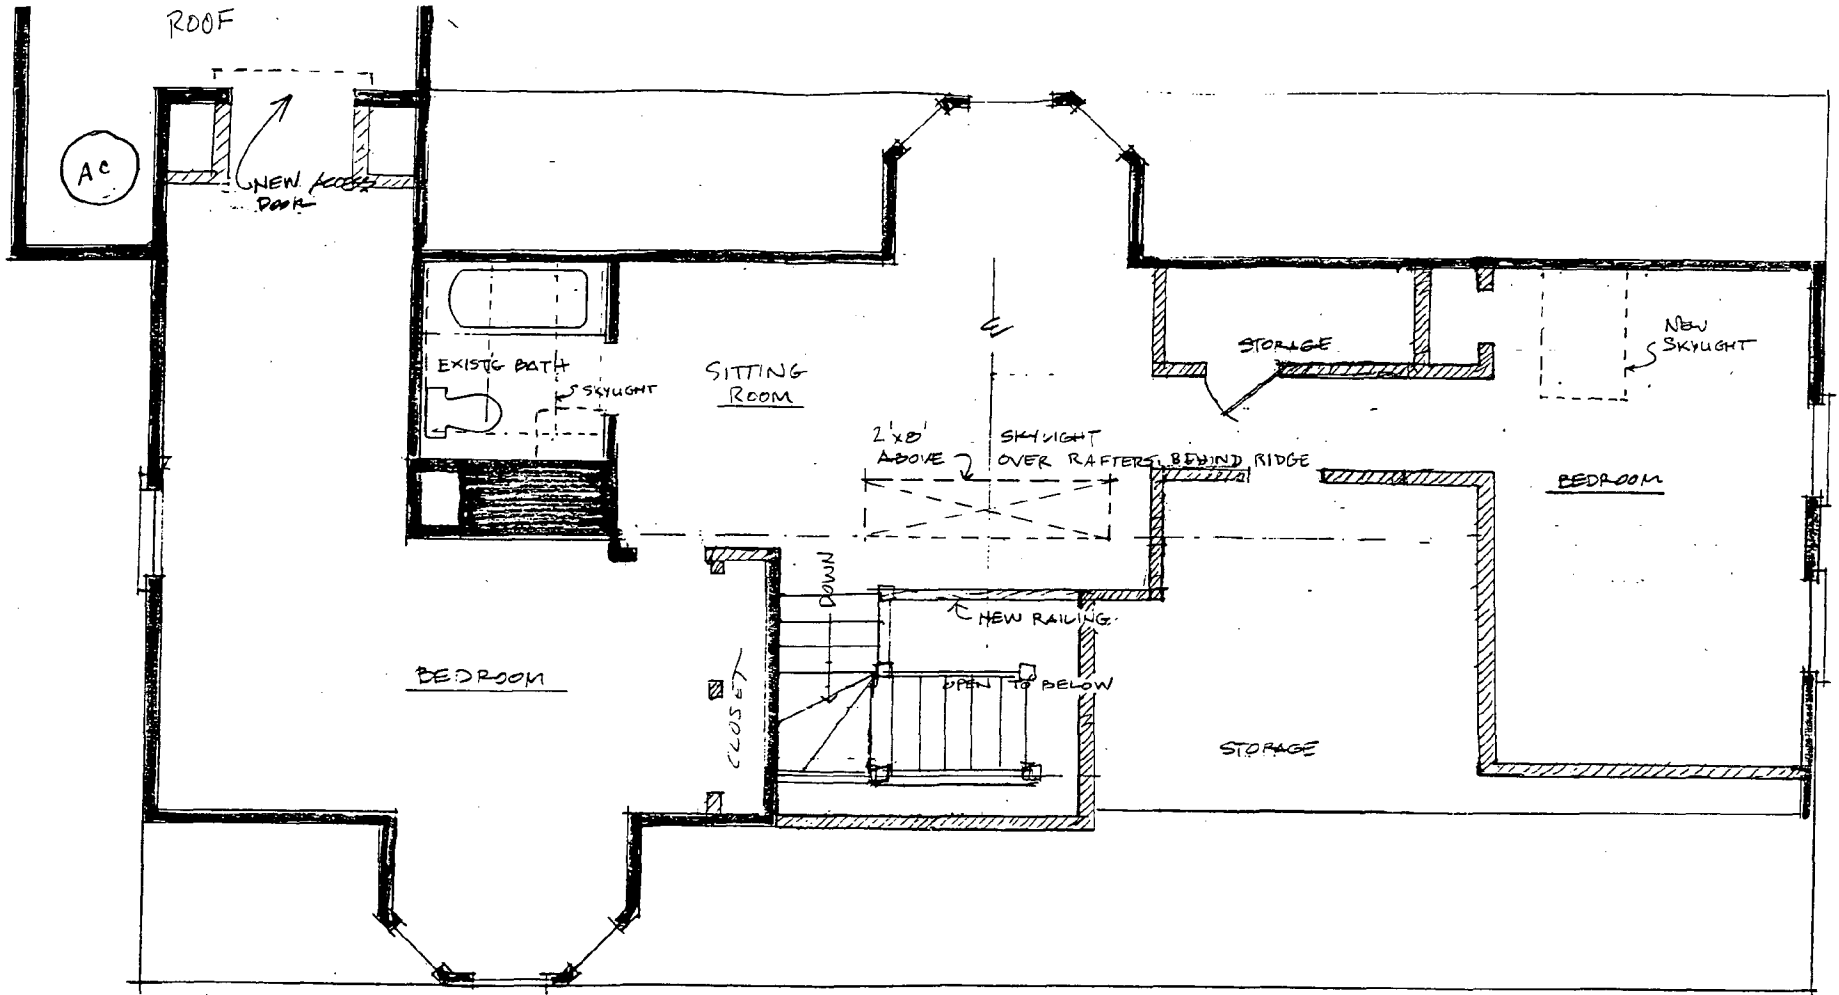 ROOF
AC
NEW ACCESS
DOOR
EXIST'G BATH
SKYLIGHT
SITTING
ROOM
STORAGE
NEW
SKYLIGHT
2'x8' SKYLIGHT
ABOVE OVER RAFTERS, BEHIND RIDGE
BEDROOM
DOWN
NEW RAILING
BEDROOM
OPEN TO BELOW
CLOSET
STORAGE